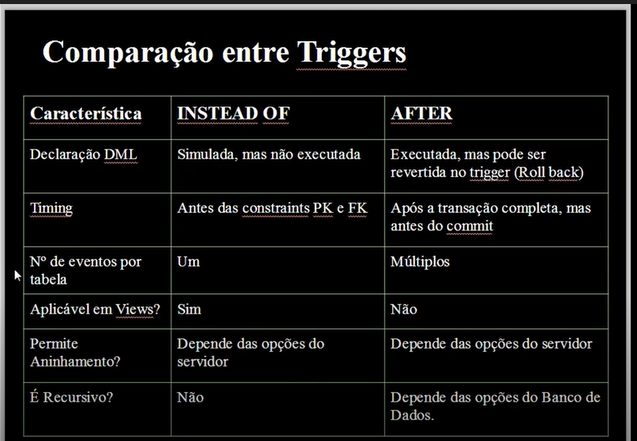 Comparação entre Triggers
Característica INSTEAD OF AFTER
Declaração DML Simulada, mas não executada Executada, mas pode ser
revertida no trigger (Roll back)
Timing Antes das constraints PK e FK Após a transação completa, mas
antes do commit
Nº de eventos por Um Múltiplos
tabela
Aplicável em Views? Sim Não
Permite Depende das opções do Depende das opções do servidor
Aninhamento? servidor
É Recursivo? Não Depende das opções do Banco de
Dados.